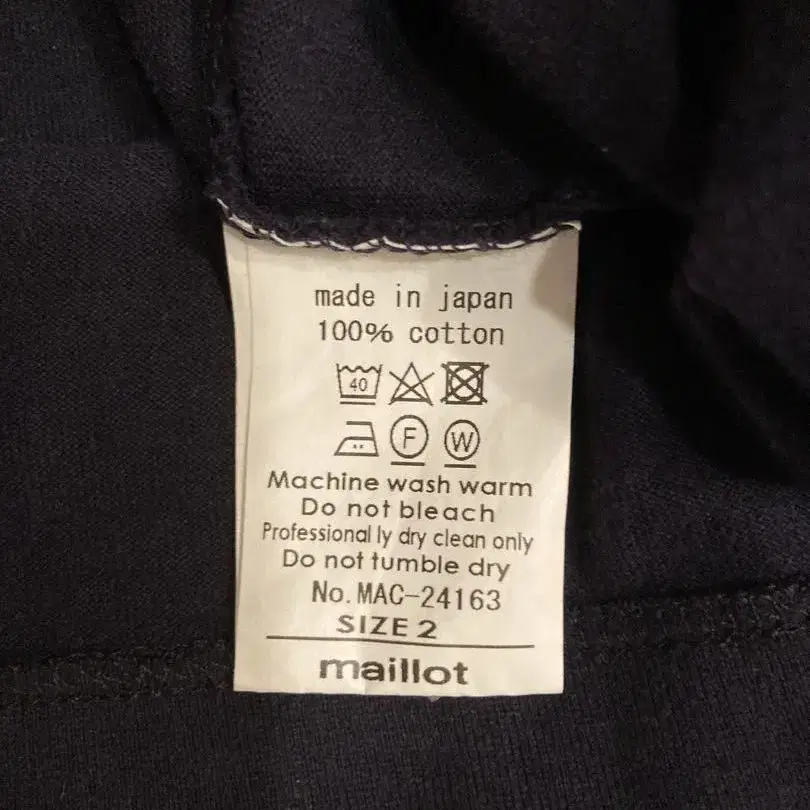 made in japan
100% cotton
40
F W
Machine wash warm
Do not bleach
Professional ly dry clean only
Do not tumble dry
No.MAC-24163
SIZE 2
maillot